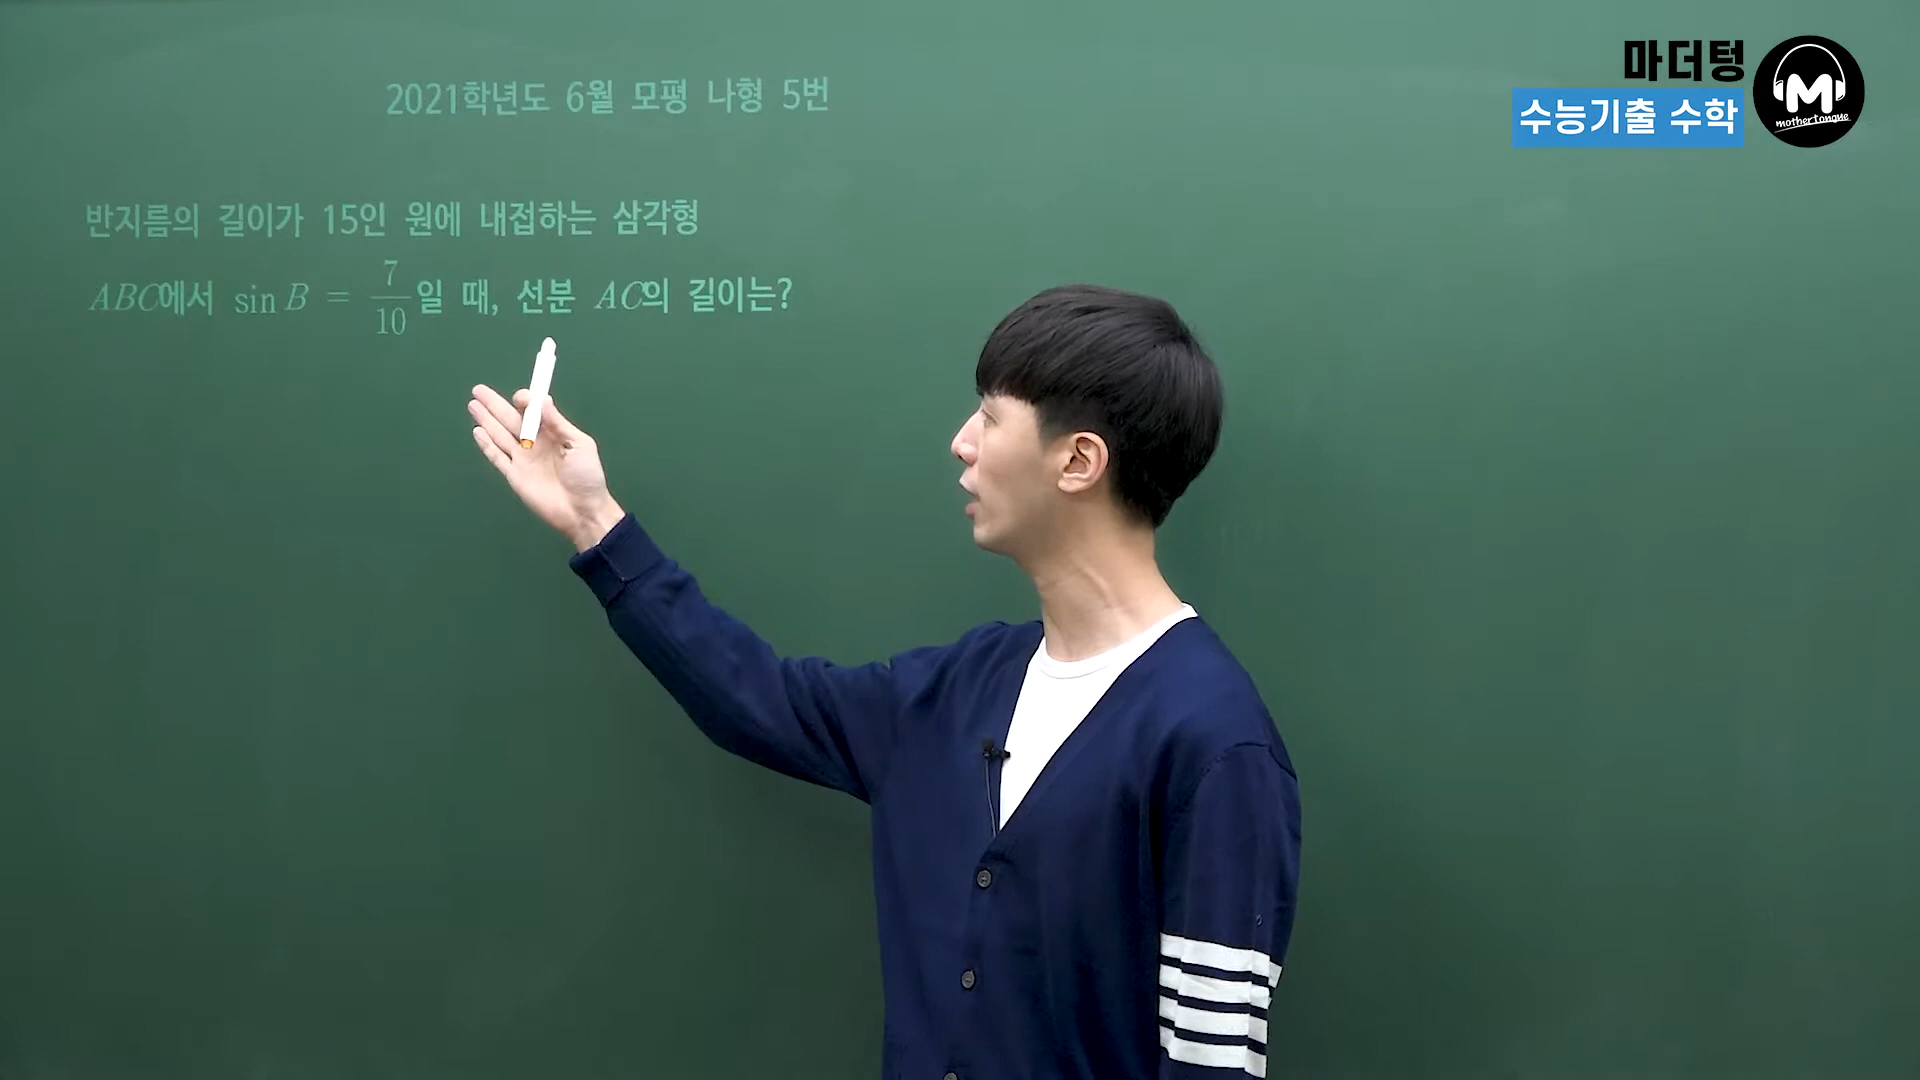 마더텅
수능기출 수학
M
mothertongue
2021학년도 6월 모평 나형 5번
반지름의 길이가 15인 원에 내접하는 삼각형
ABC에서 sin B = 7/10일 때, 선분 AC의 길이는?